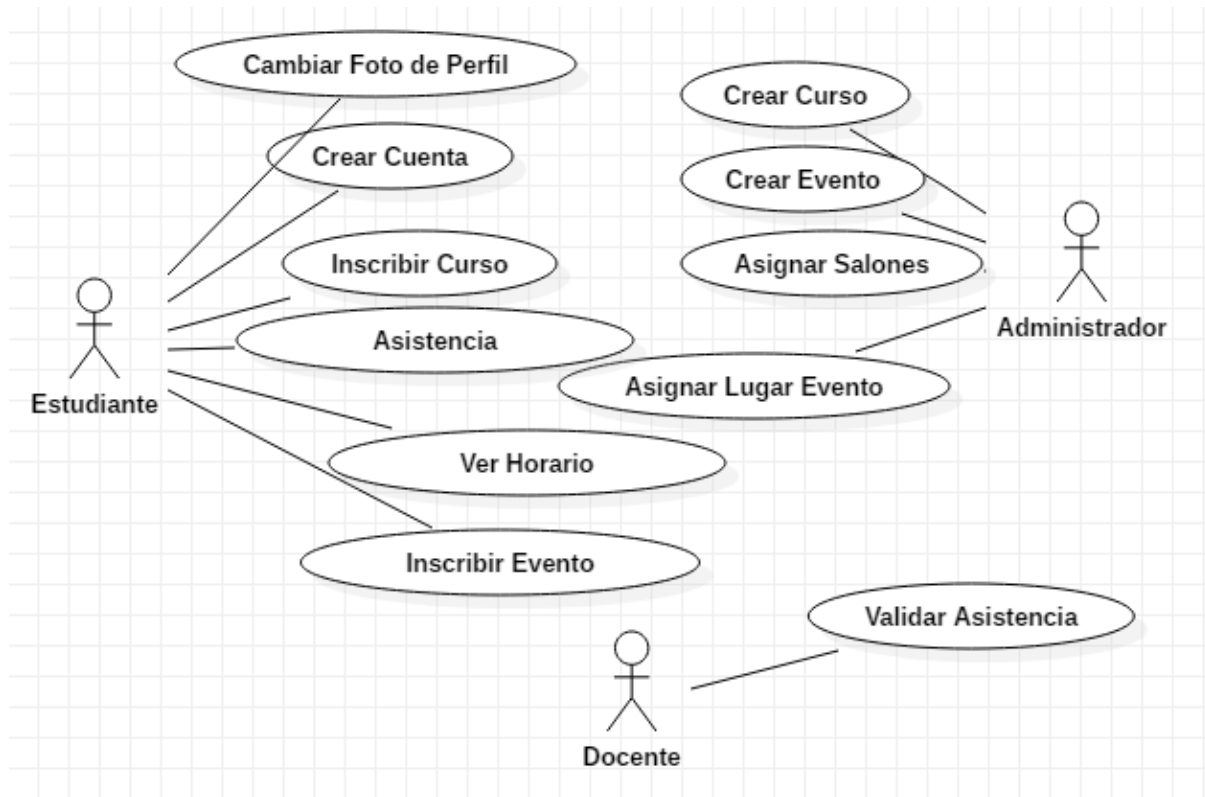 Cambiar Foto de Perfil
Crear Cuenta
Inscribir Curso
Asistencia
Estudiante
Ver Horario
Inscribir Evento
Crear Curso
Crear Evento
Asignar Salones
Administrador
Asignar Lugar Evento
Validar Asistencia
Docente